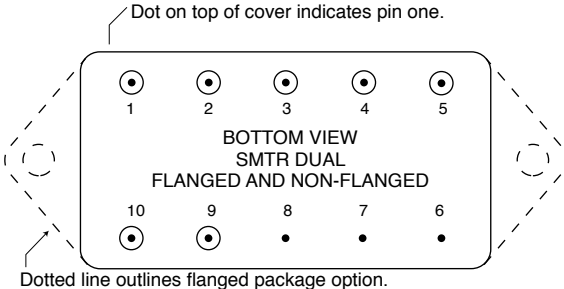 Dot on top of cover indicates pin one.
1 2 3 4 5
BOTTOM VIEW
SMTR DUAL
FLANGED AND NON-FLANGED
10 9 8 7 6
Dotted line outlines flanged package option.